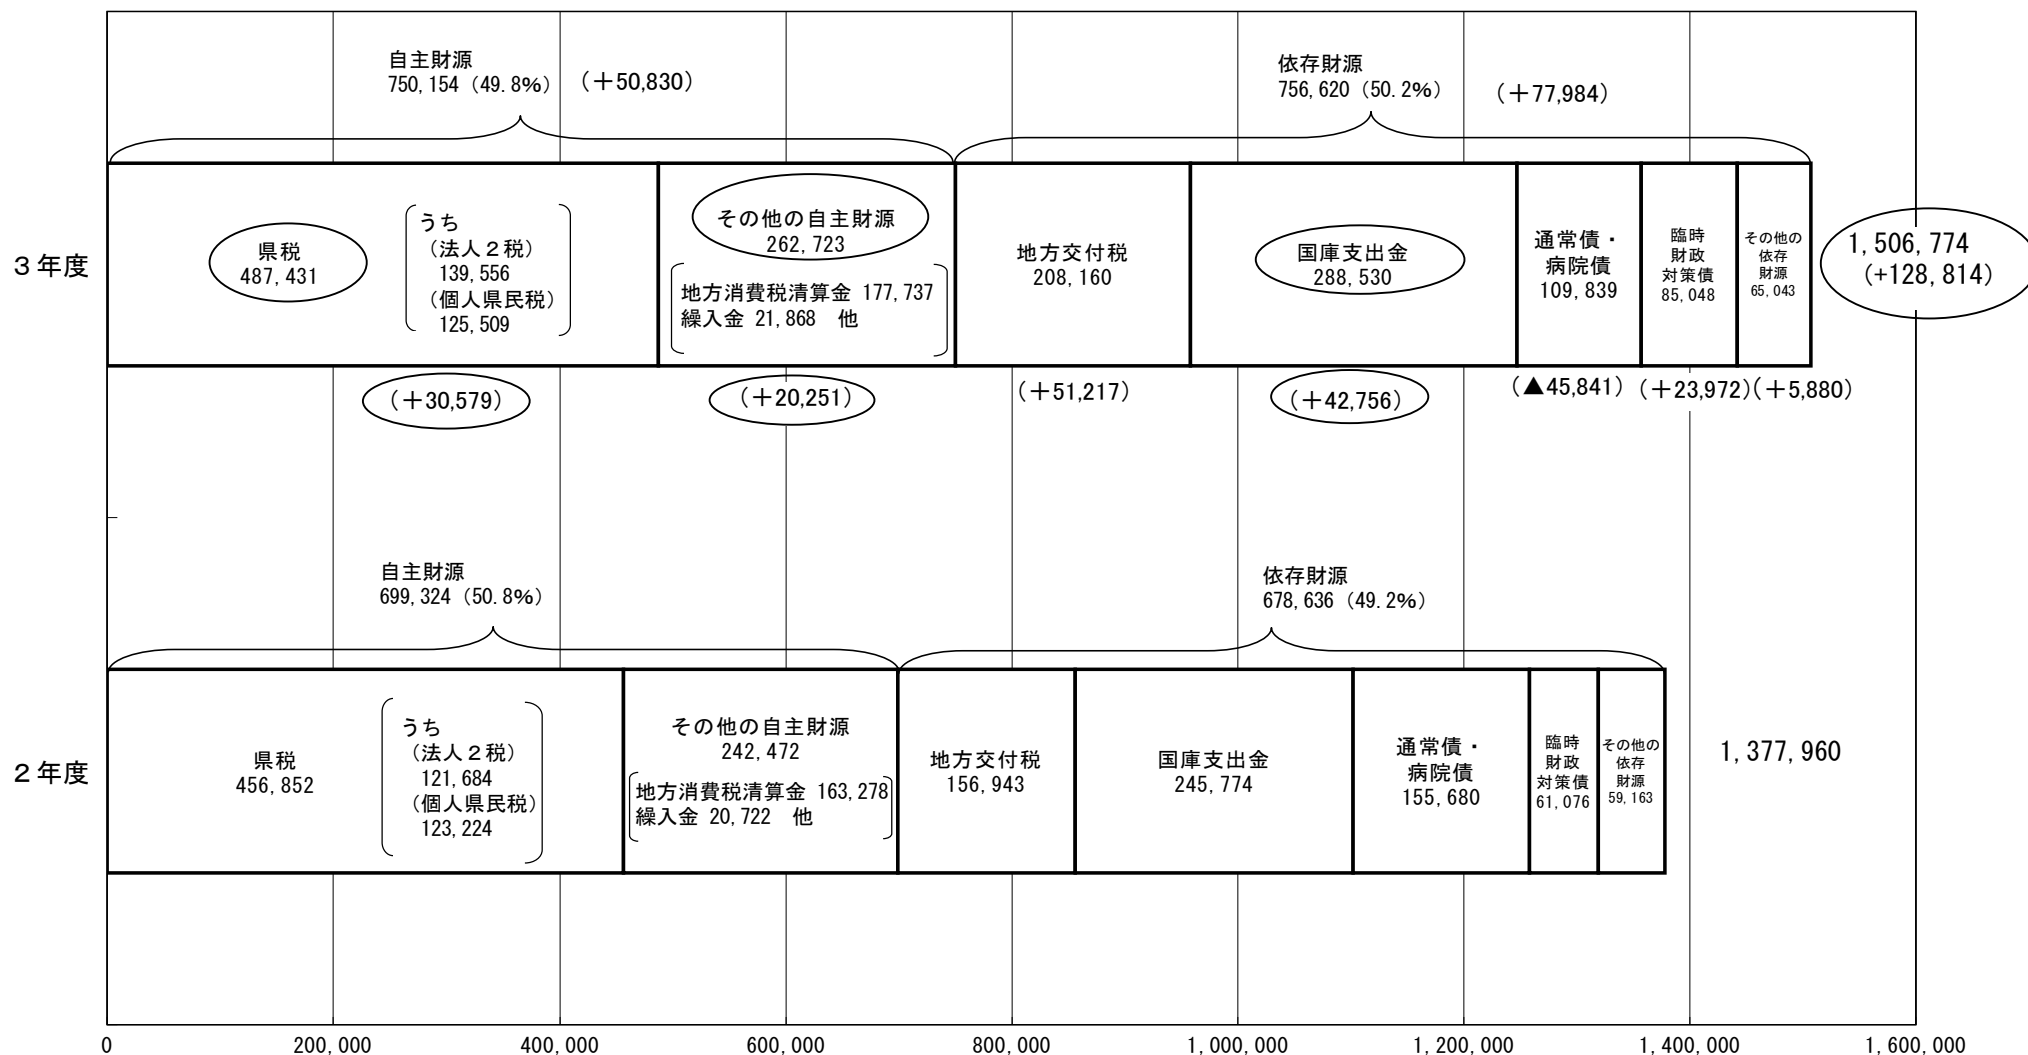 自主財源
750,154（49.8%）
（＋50,830）
依存財源
756,620（50.2%）
（＋77,984）
３年度
県税
487,431
うち
（法人２税）
139,556
（個人県民税）
125,509
その他の自主財源
262,723
地方消費税清算金 177,737
繰入金 21,868　他
地方交付税
208,160
国庫支出金
288,530
通常債・
病院債
109,839
臨時
財政
対策債
85,048
その他の
依存
財源
65,043
1,506,774
（+128,814）
（＋30,579）
（＋20,251）
（＋51,217）
（＋42,756）
（▲45,841）
（＋23,972）
（＋5,880）
自主財源
699,324（50.8%）
依存財源
678,636（49.2%）
２年度
県税
456,852
うち
（法人２税）
121,684
（個人県民税）
123,224
その他の自主財源
242,472
地方消費税清算金 163,278
繰入金 20,722　他
地方交付税
156,943
国庫支出金
245,774
通常債・
病院債
155,680
臨時
財政
対策債
61,076
その他の
依存
財源
59,163
1,377,960
0
200,000
400,000
600,000
800,000
1,000,000
1,200,000
1,400,000
1,600,000